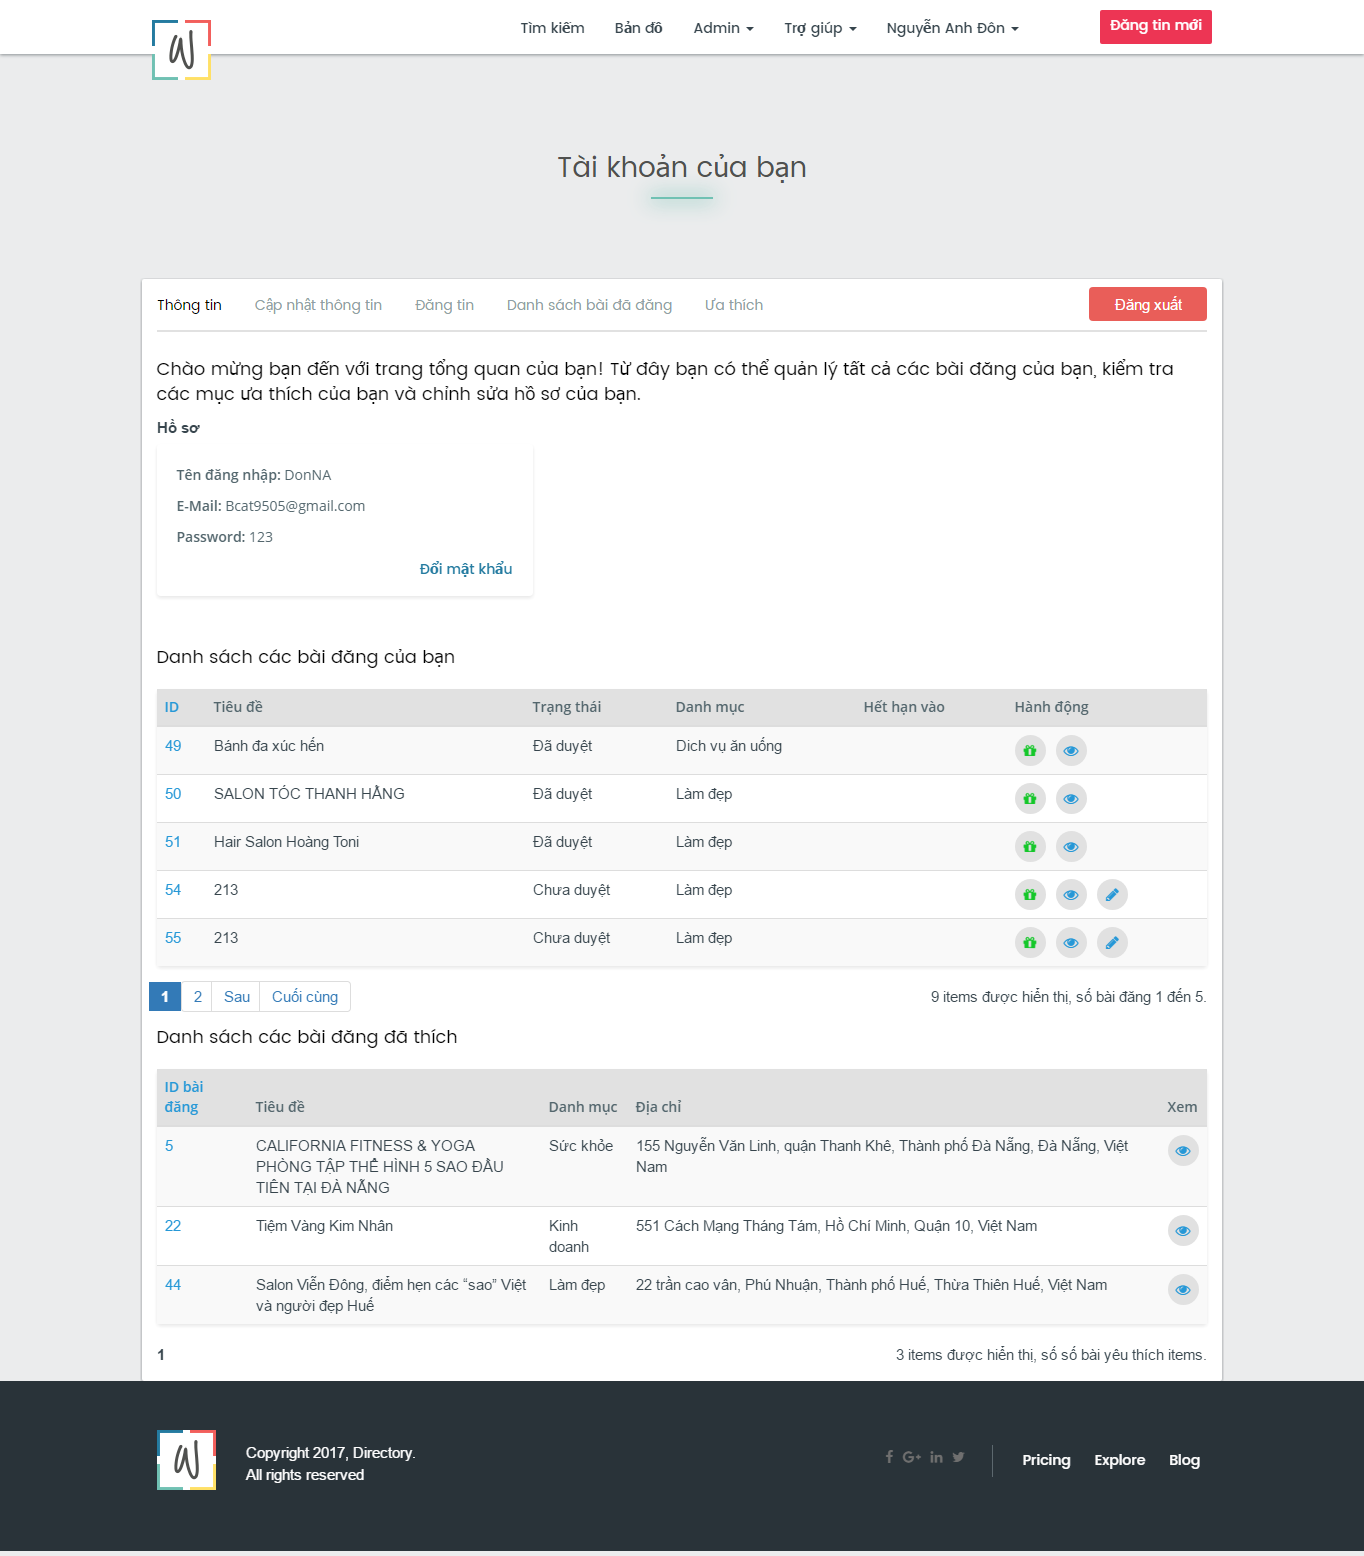 Tìm kiếm Bản đồ Admin Trợ giúp Nguyễn Anh Đôn Đăng tin mới
Tài khoản của bạn
Thông tin Cập nhật thông tin Đăng tin Danh sách bài đã đăng Ưa thích Đăng xuất
Chào mừng bạn đến với trang tổng quan của bạn! Từ đây bạn có thể quản lý tất cả các bài đăng của bạn, kiểm tra
các mục ưa thích của bạn và chỉnh sửa hồ sơ của bạn.
Hồ sơ
Tên đăng nhập: DonNA
E-Mail: Bcat9505@gmail.com
Password: 123
Đổi mật khẩu
Danh sách các bài đăng của bạn
ID Tiêu đề Trạng thái Danh mục Hết hạn vào Hành động
49 Bánh đa xúc hến Đã duyệt Dich vụ ăn uống
50 SALON TÓC THANH HẰNG Đã duyệt Làm đẹp
51 Hair Salon Hoàng Toni Đã duyệt Làm đẹp
54 213 Chưa duyệt Làm đẹp
55 213 Chưa duyệt Làm đẹp
1 2 Sau Cuối cùng 9 items được hiển thị, số bài đăng 1 đến 5.
Danh sách các bài đăng đã thích
ID bài
đăng Tiêu đề Danh mục Địa chỉ Xem
5 CALIFORNIA FITNESS & YOGA Sức khỏe 155 Nguyễn Văn Linh, quận Thanh Khê, Thành phố Đà Nẵng, Đà Nẵng, Việt
PHÒNG TẬP THỂ HÌNH 5 SAO ĐẦU Nam
TIÊN TẠI ĐÀ NẴNG
22 Tiệm Vàng Kim Nhân Kinh 551 Cách Mạng Tháng Tám, Hồ Chí Minh, Quận 10, Việt Nam
doanh
44 Salon Viễn Đông, điểm hẹn các “sao” Việt Làm đẹp 22 trần cao vân, Phú Nhuận, Thành phố Huế, Thừa Thiên Huế, Việt Nam
và người đẹp Huế
1 3 items được hiển thị, số số bài yêu thích items.
Copyright 2017, Directory.
All rights reserved
Pricing Explore Blog